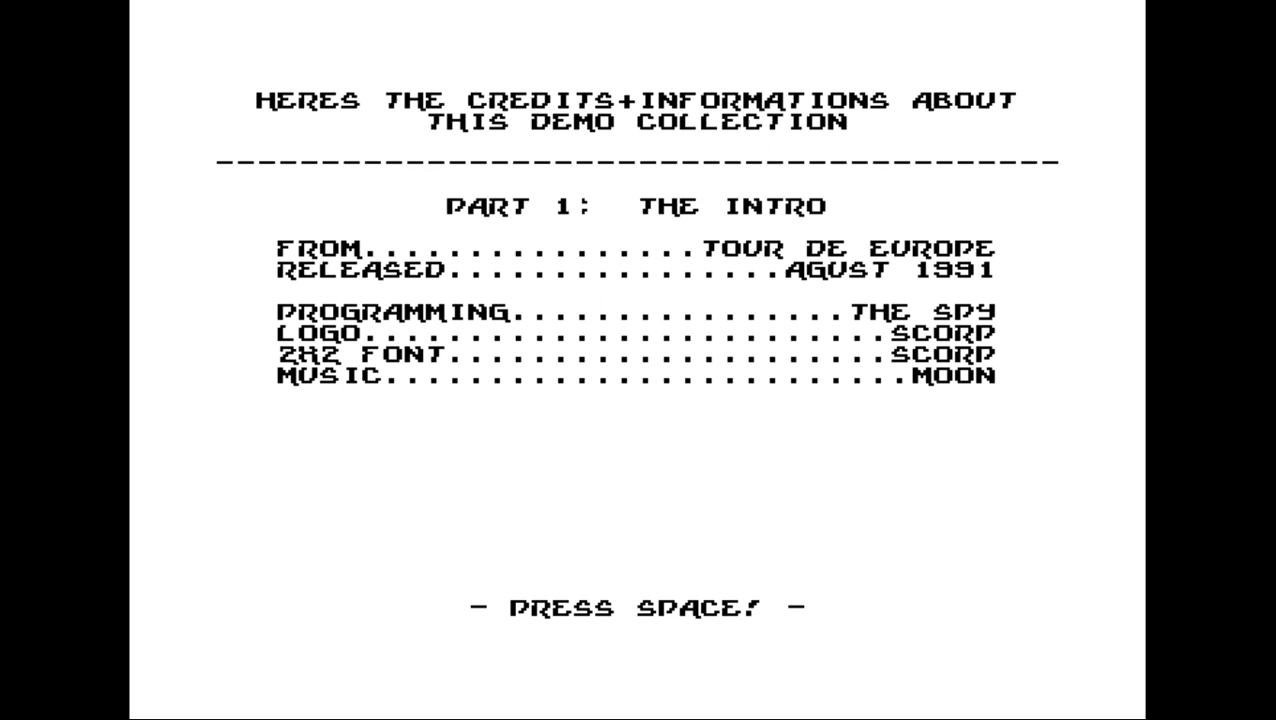 HERES THE CREDITS+INFORMATIONS ABOUT
THIS DEMO COLLECTION
----------------------------------------
PART 1: THE INTRO
FROM................TOUR DE EUROPE
RELEASED................AGUST 1991
PROGRAMMING................THE SPY
LOGO.........................SCORP
2X2 FONT.....................SCORP
MUSIC.........................MOON
- PRESS SPACE! -